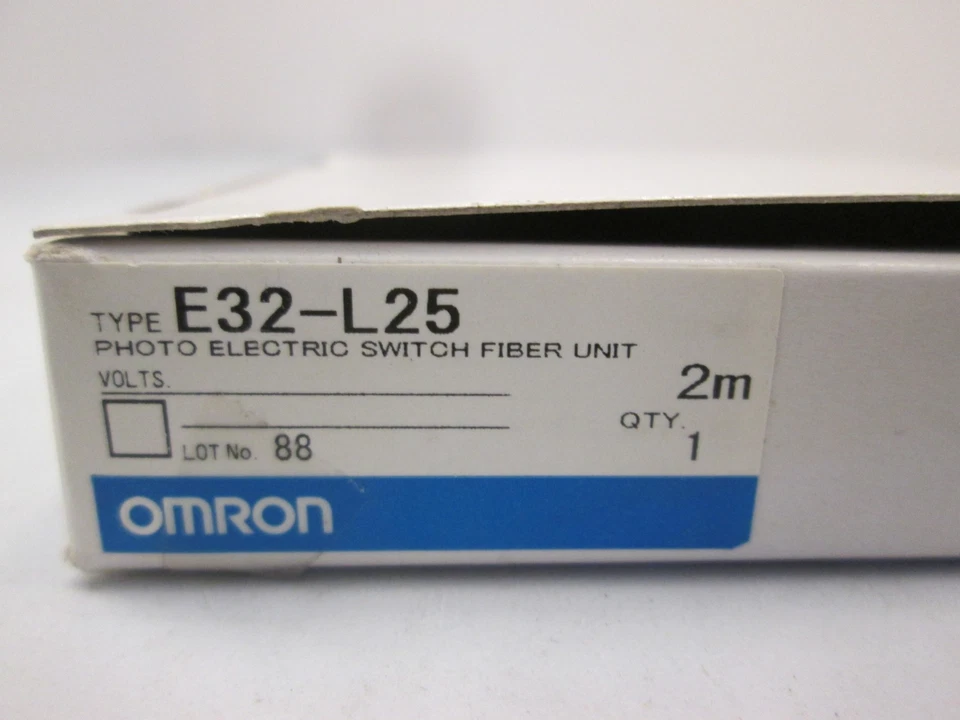 TYPE E32-L25
PHOTO ELECTRIC SWITCH FIBER UNIT
VOLTS.
2m
QTY.
1
LOT No. 88
OMRON